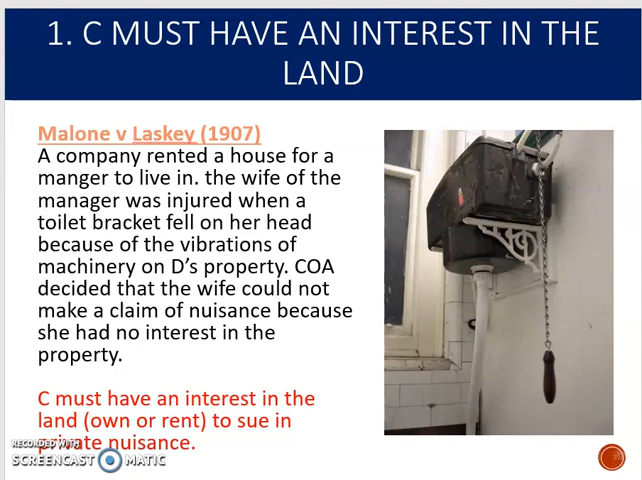 1. C MUST HAVE AN INTEREST IN THE
LAND
Malone v Laskey (1907)
A company rented a house for a
manger to live in. the wife of the
manager was injured when a
toilet bracket fell on her head
because of the vibrations of
machinery on D’s property. COA
decided that the wife could not
make a claim of nuisance because
she had no interest in the
property.
C must have an interest in the
land (own or rent) to sue in
private nuisance.
RECORDED WITH
SCREENCAST MATIC